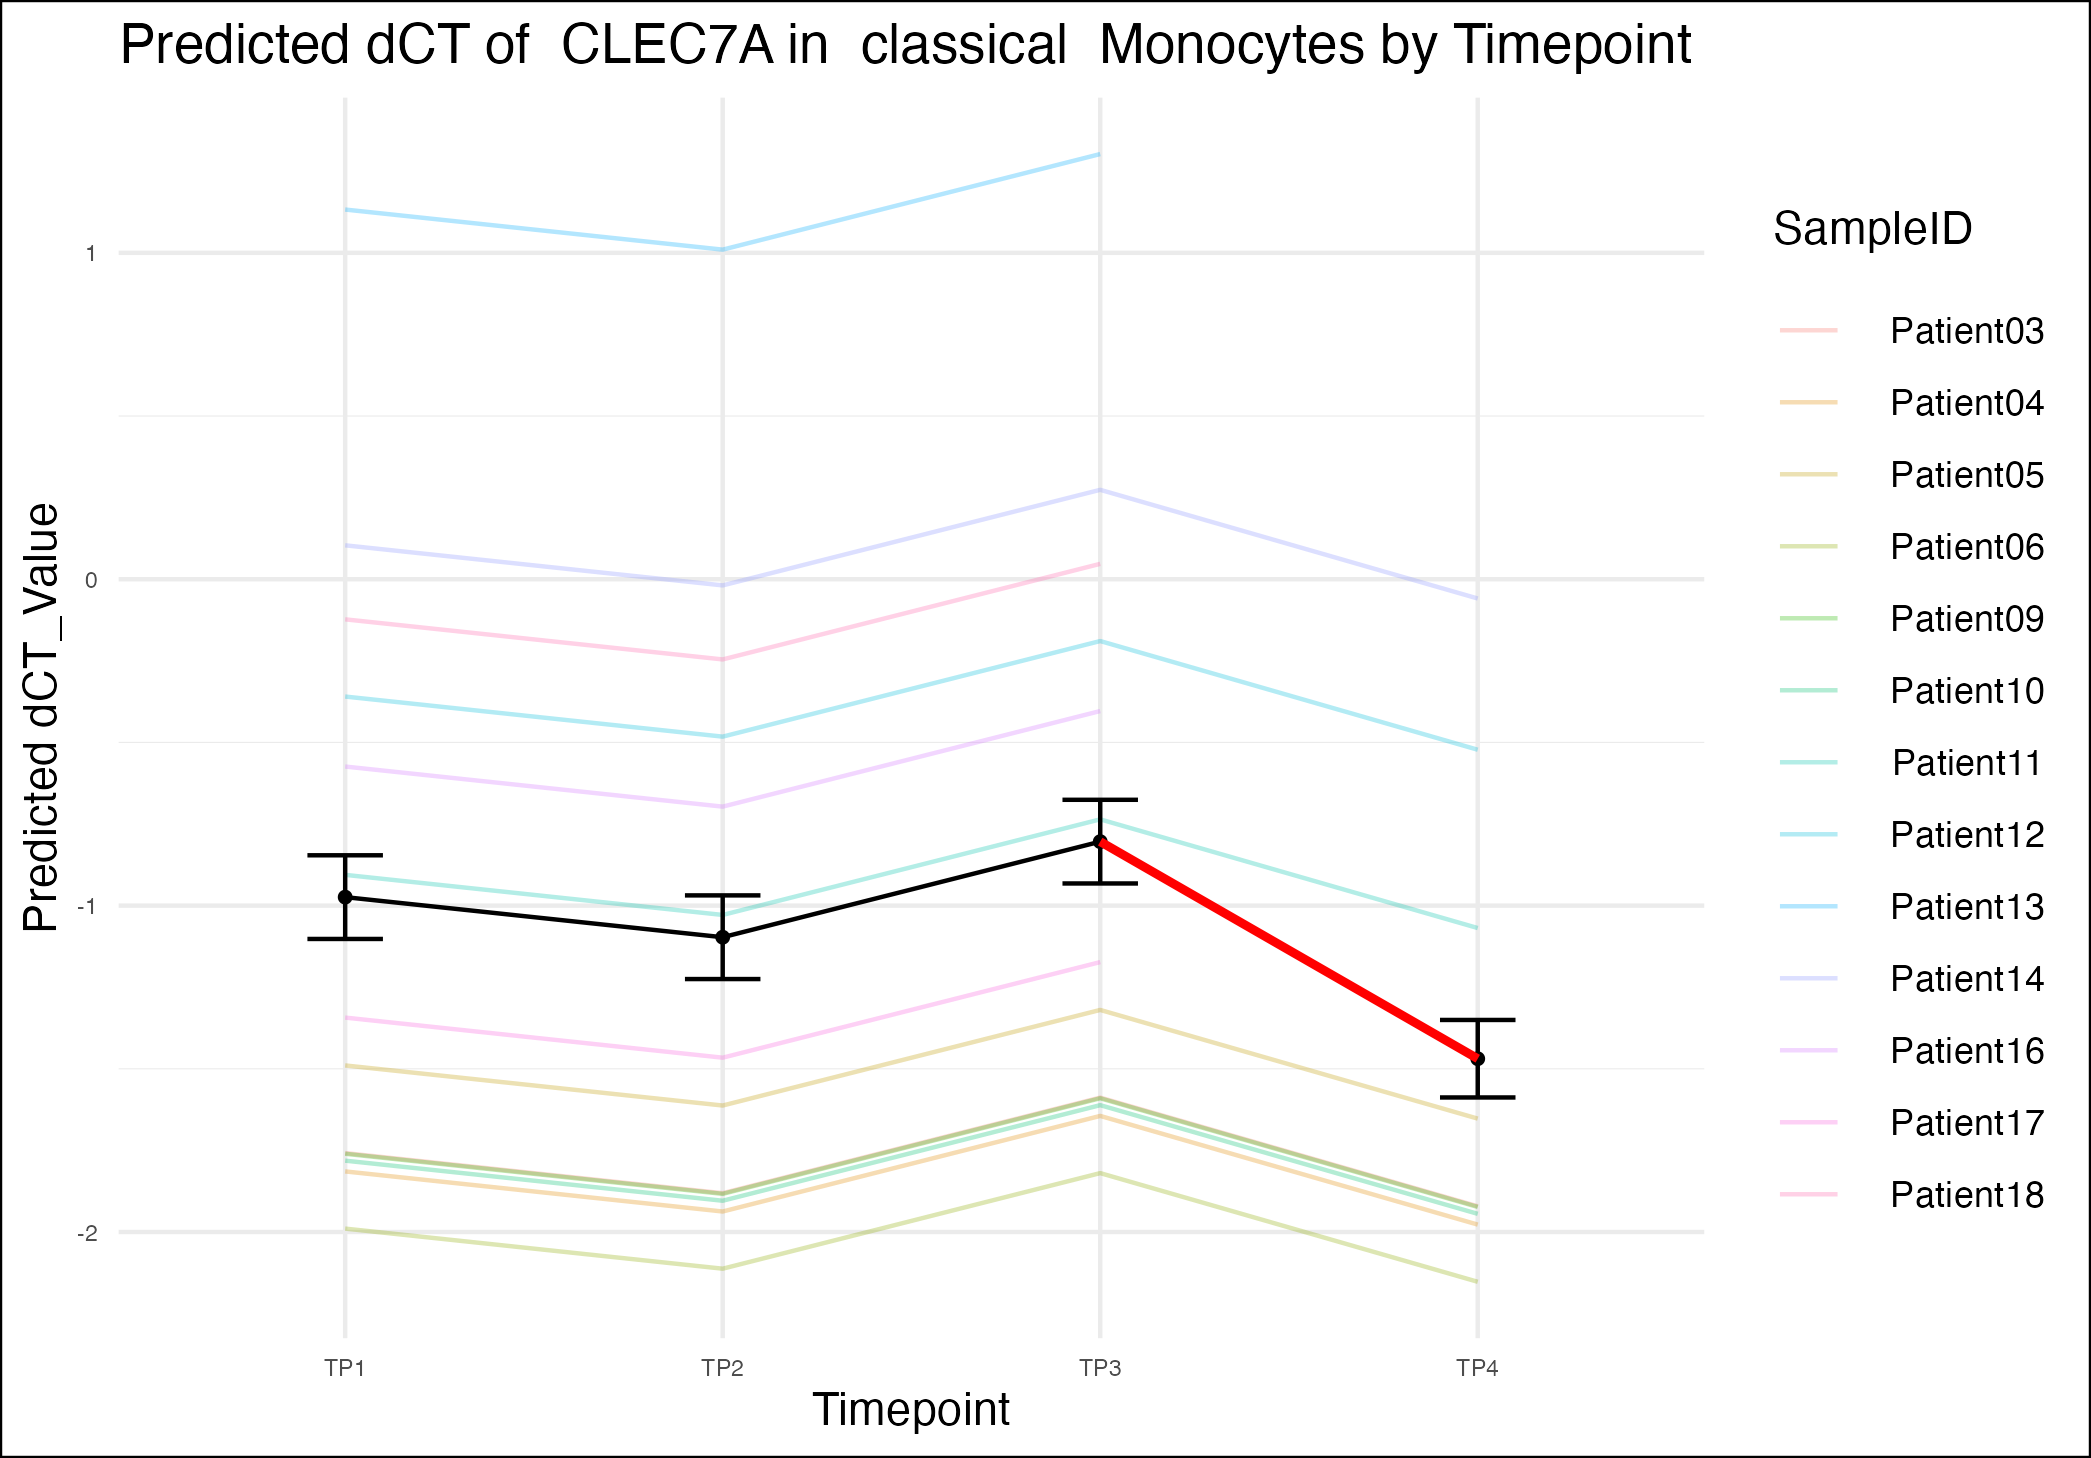 Predicted dCT of  CLEC7A in  classical  Monocytes by Timepoint
Predicted dCT_Value
1
0
-1
-2
TP1
TP2
TP3
TP4
Timepoint
SampleID
Patient03
Patient04
Patient05
Patient06
Patient09
Patient10
Patient11
Patient12
Patient13
Patient14
Patient16
Patient17
Patient18